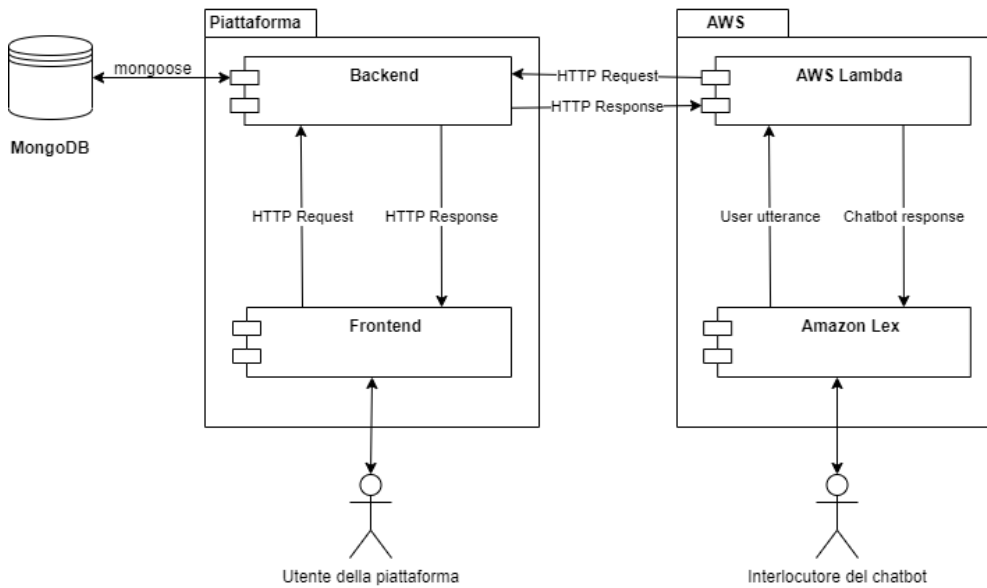 Piattaforma
AWS
mongoose
Backend
HTTP Request
AWS Lambda
HTTP Response
MongoDB
HTTP Request
HTTP Response
User utterance
Chatbot response
Frontend
Amazon Lex
Utente della piattaforma
Interlocutore del chatbot